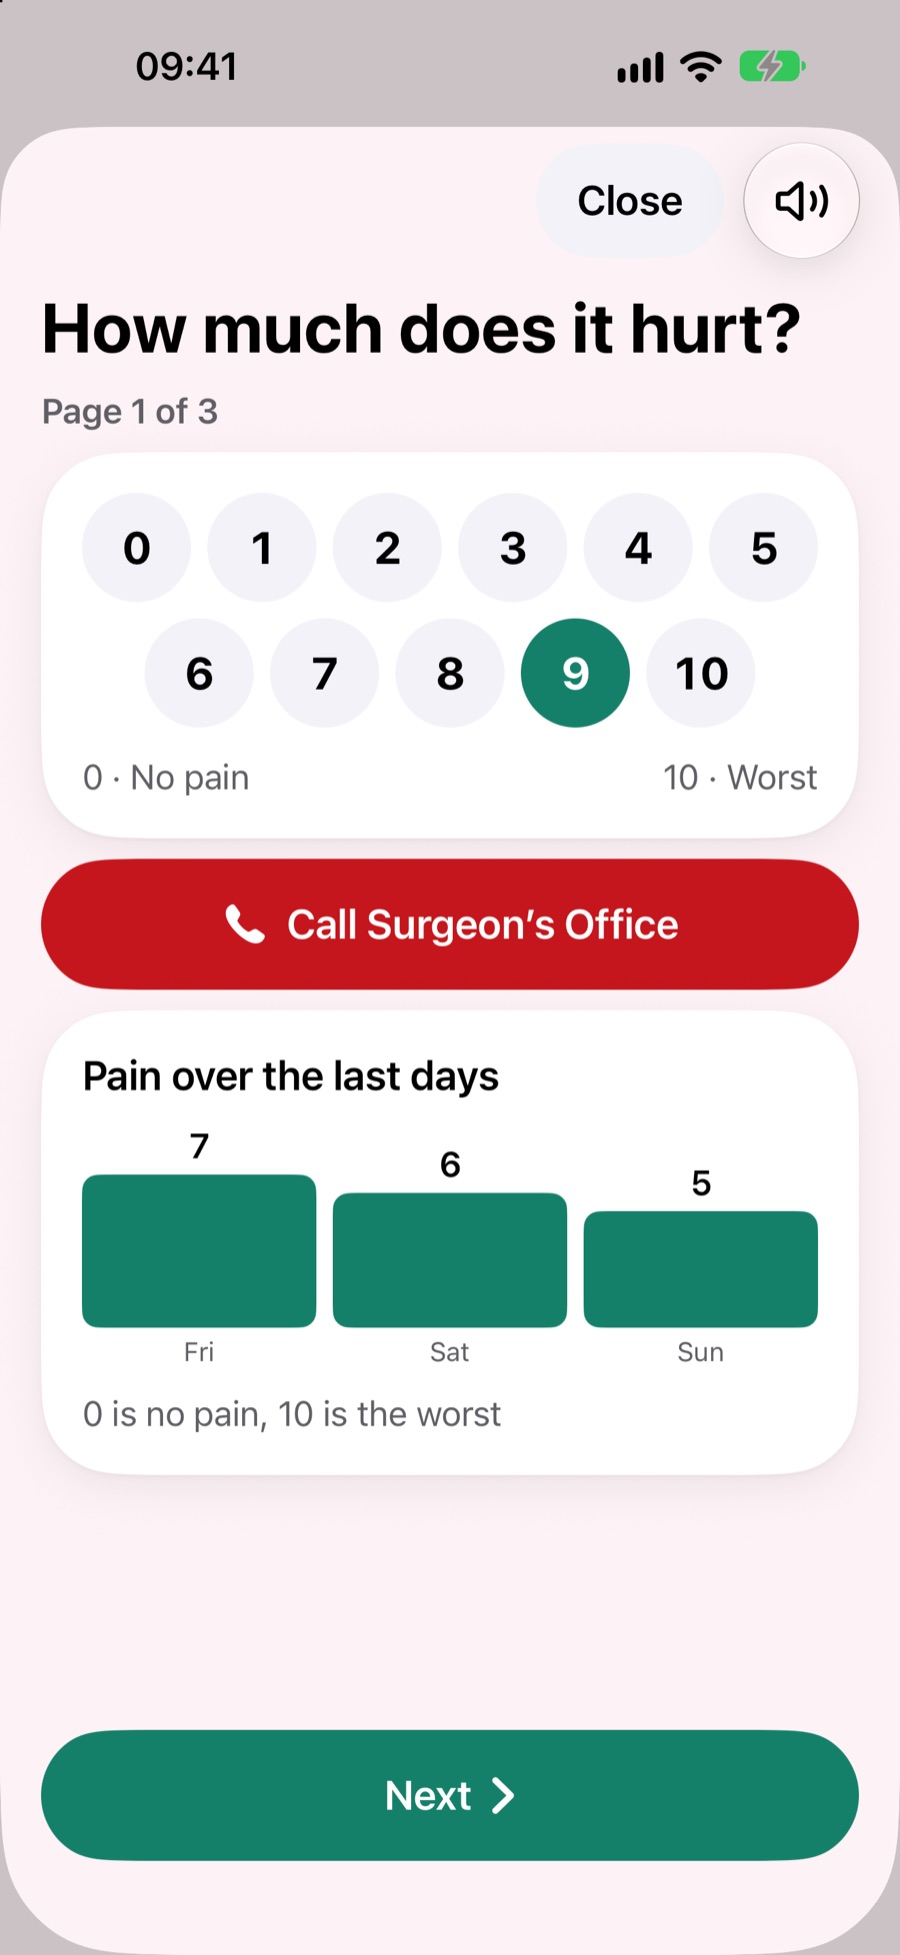 09:41
Close
How much does it hurt?
Page 1 of 3
0 1 2 3 4 5
6 7 8 9 10
0 · No pain 10 · Worst
Call Surgeon’s Office
Pain over the last days
7 6 5
Fri Sat Sun
0 is no pain, 10 is the worst
Next